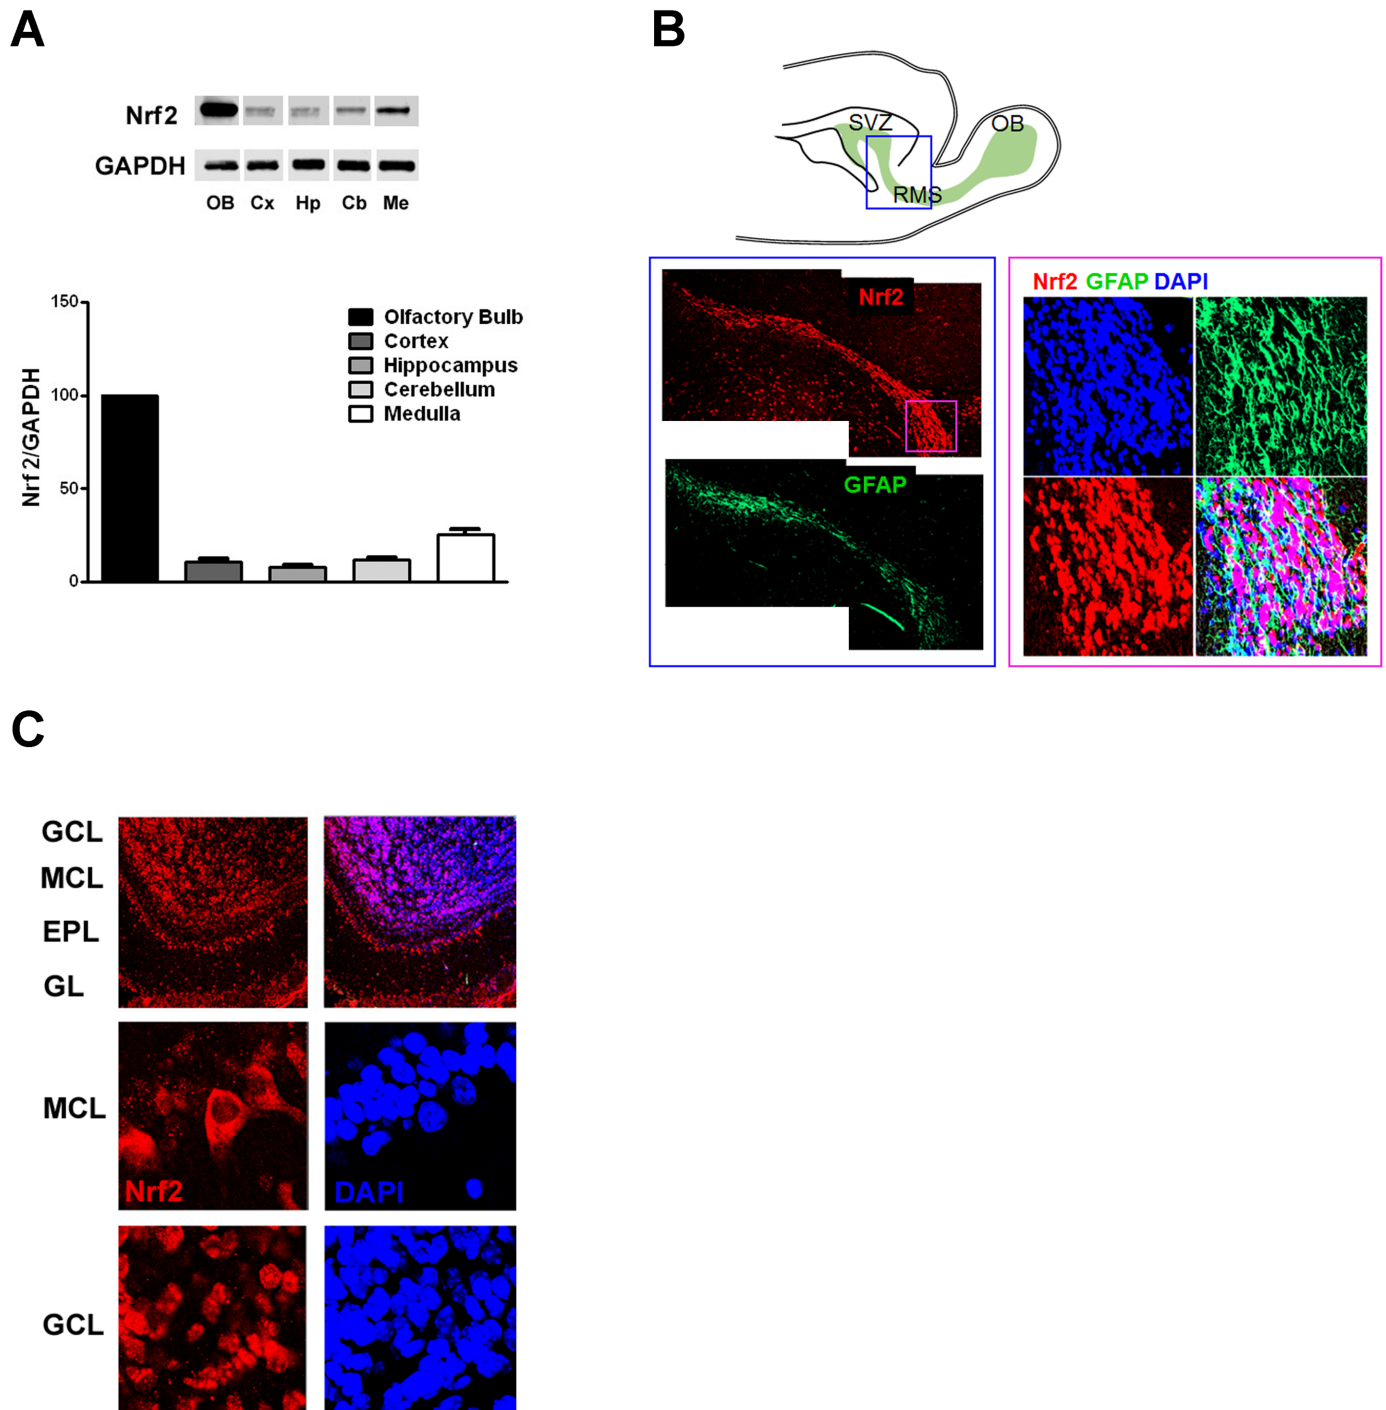 A
Nrf2
GAPDH
OB Cx Hp Cb Me
150
100
50
0
Nrf2/GAPDH
Olfactory Bulb
Cortex
Hippocampus
Cerebellum
Medulla
B
SVZ
OB
RMS
Nrf2
GFAP
Nrf2 GFAP DAPI
C
GCL
MCL
EPL
GL
MCL
Nrf2
DAPI
GCL